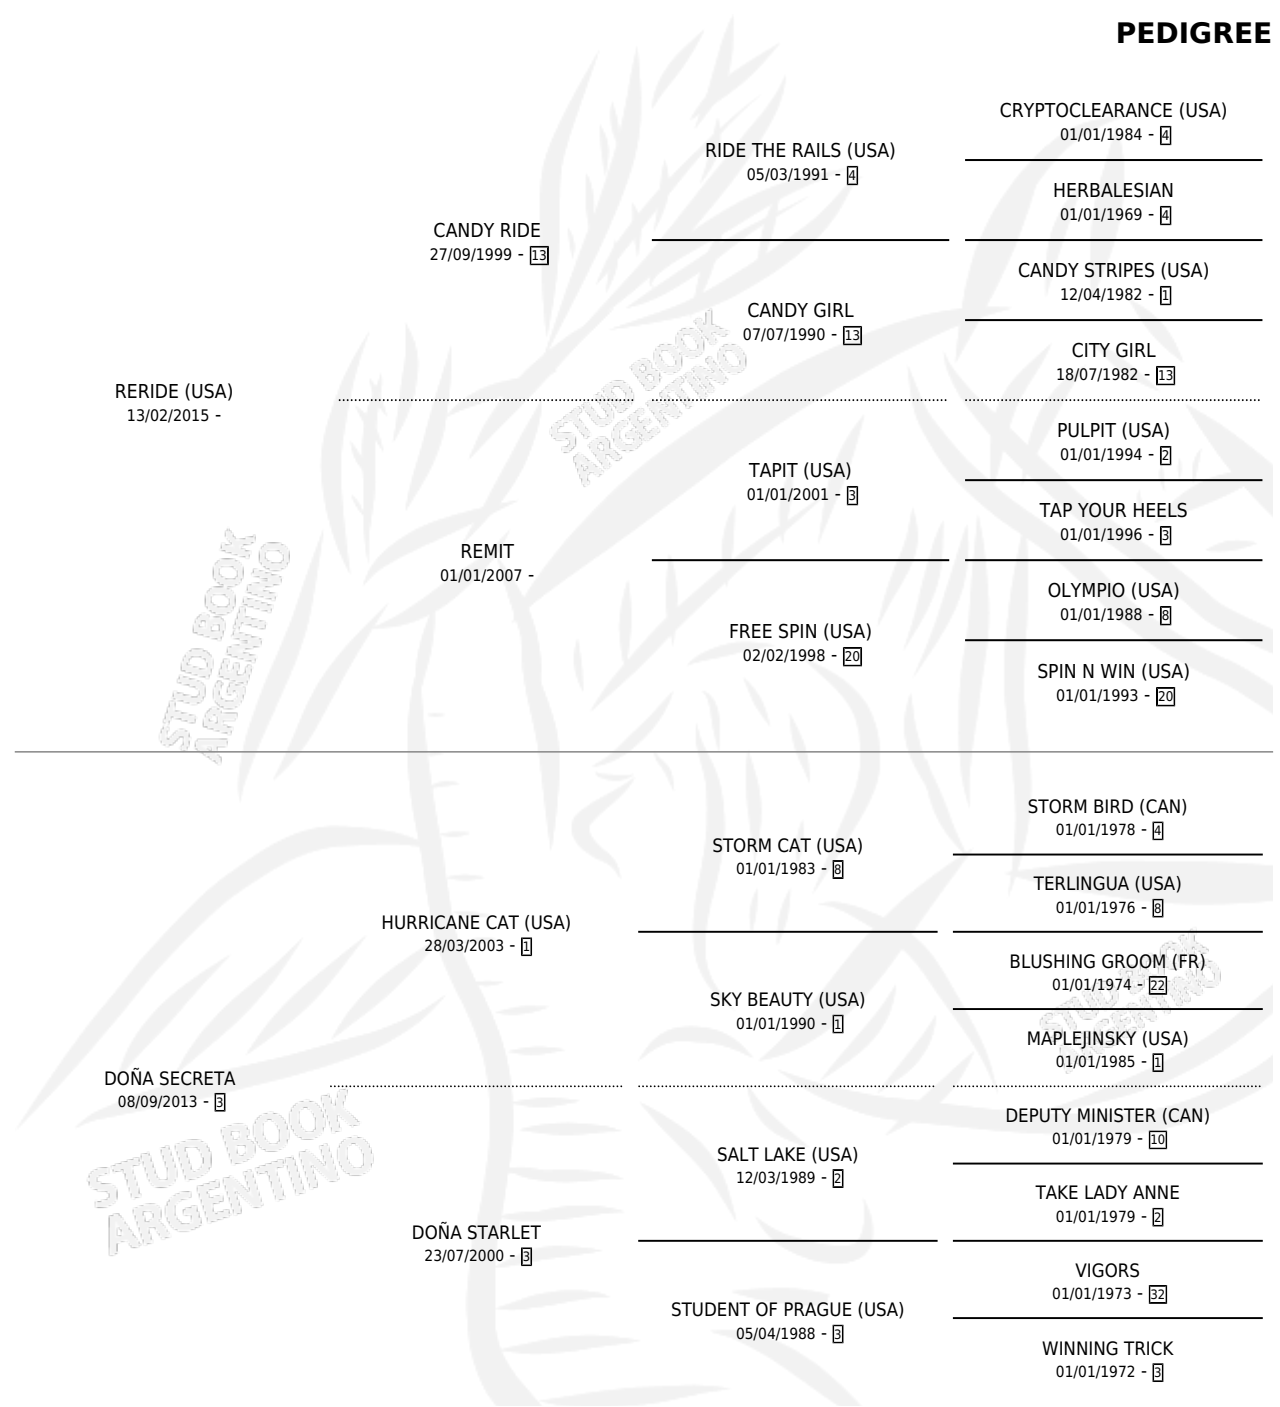 PEDIGREE
CRYPTOCLEARANCE (USA)
01/01/1984 - 4
RIDE THE RAILS (USA)
05/03/1991 - 4
HERBALESIAN
01/01/1969 - 4
CANDY RIDE
27/09/1999 - 13
CANDY STRIPES (USA)
12/04/1982 - 1
CANDY GIRL
07/07/1990 - 13
CITY GIRL
18/07/1982 - 13
RERIDE (USA)
13/02/2015 -
PULPIT (USA)
01/01/1994 - 2
TAPIT (USA)
01/01/2001 - 3
TAP YOUR HEELS
01/01/1996 - 3
REMIT
01/01/2007 -
OLYMPIO (USA)
01/01/1988 - 8
FREE SPIN (USA)
02/02/1998 - 20
SPIN N WIN (USA)
01/01/1993 - 20
STORM BIRD (CAN)
01/01/1978 - 4
STORM CAT (USA)
01/01/1983 - 8
TERLINGUA (USA)
01/01/1976 - 8
HURRICANE CAT (USA)
28/03/2003 - 1
BLUSHING GROOM (FR)
01/01/1974 - 22
SKY BEAUTY (USA)
01/01/1990 - 1
MAPLEJINSKY (USA)
01/01/1985 - 1
DOÑA SECRETA
08/09/2013 - 3
DEPUTY MINISTER (CAN)
01/01/1979 - 10
SALT LAKE (USA)
12/03/1989 - 2
TAKE LADY ANNE
01/01/1979 - 2
DOÑA STARLET
23/07/2000 - 3
VIGORS
01/01/1973 - 32
STUDENT OF PRAGUE (USA)
05/04/1988 - 3
WINNING TRICK
01/01/1972 - 3
STUD BOOK
ARGENTINO
STUD BOOK
ARGENTINO
STUD BOOK
ARGENTINO
STUD BOOK
ARGENTINO